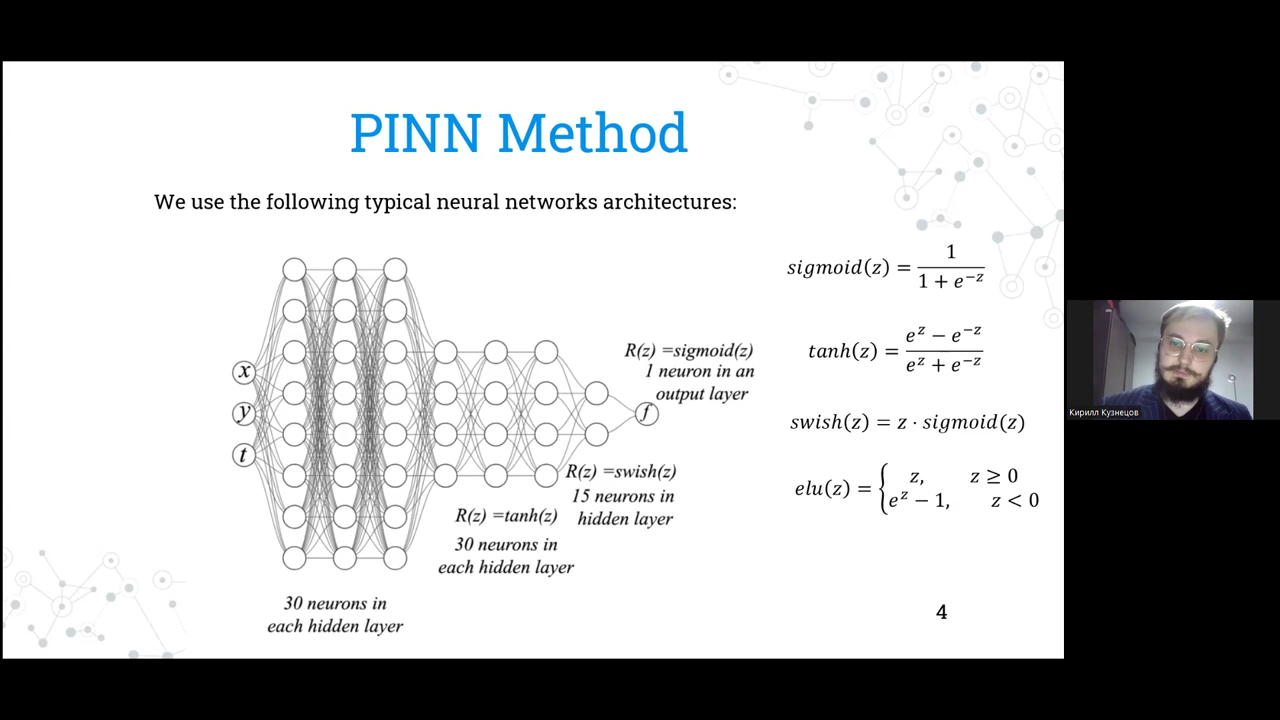 PINN Method
We use the following typical neural networks architectures:
x
y
t
f
R(z) =sigmoid(z)
1 neuron in an
output layer
R(z) =swish(z)
15 neurons in
hidden layer
R(z) =tanh(z)
30 neurons in
each hidden layer
30 neurons in
each hidden layer
sigmoid(z) = 1 / (1 + e^{-z})
tanh(z) = (e^z − e^{-z}) / (e^z + e^{-z})
swish(z) = z · sigmoid(z)
elu(z) = { z, z ≥ 0
e^z − 1, z < 0
4
Кирилл Кузнецов